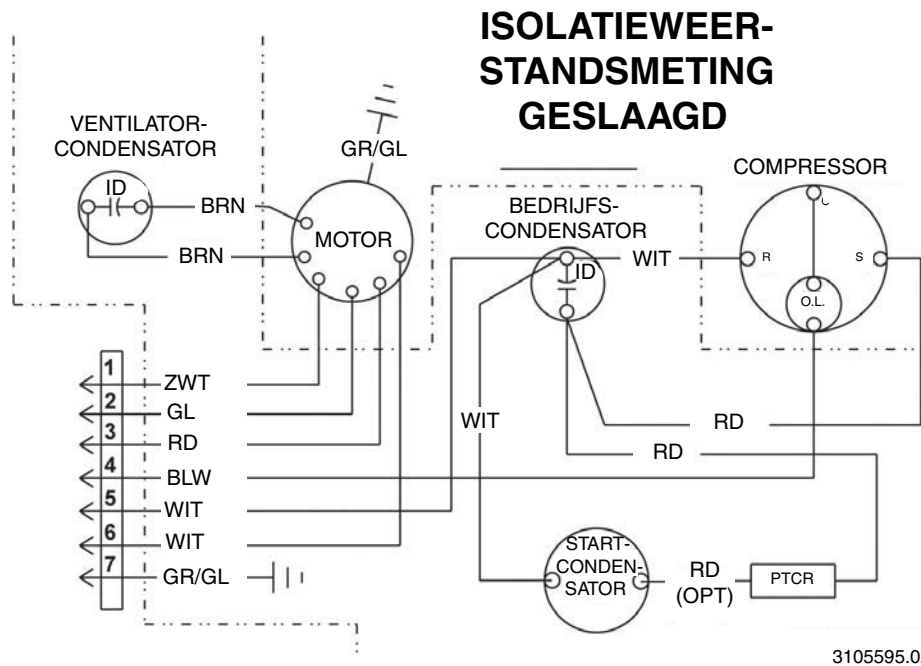 ISOLATIEWEER-
STANDSMETING
GESLAAGD
VENTILATOR-
CONDENSATOR
ID
BRN
BRN
GR/GL
MOTOR
BEDRIJFS-
CONDENSATOR
ID
WIT
COMPRESSOR
C
R
S
O.L.
1
ZWT
2
GL
3
RD
4
BLW
5
WIT
6
WIT
7
GR/GL
WIT
RD
RD
START-
CONDEN-
SATOR
RD
(OPT)
PTCR
3105595.0